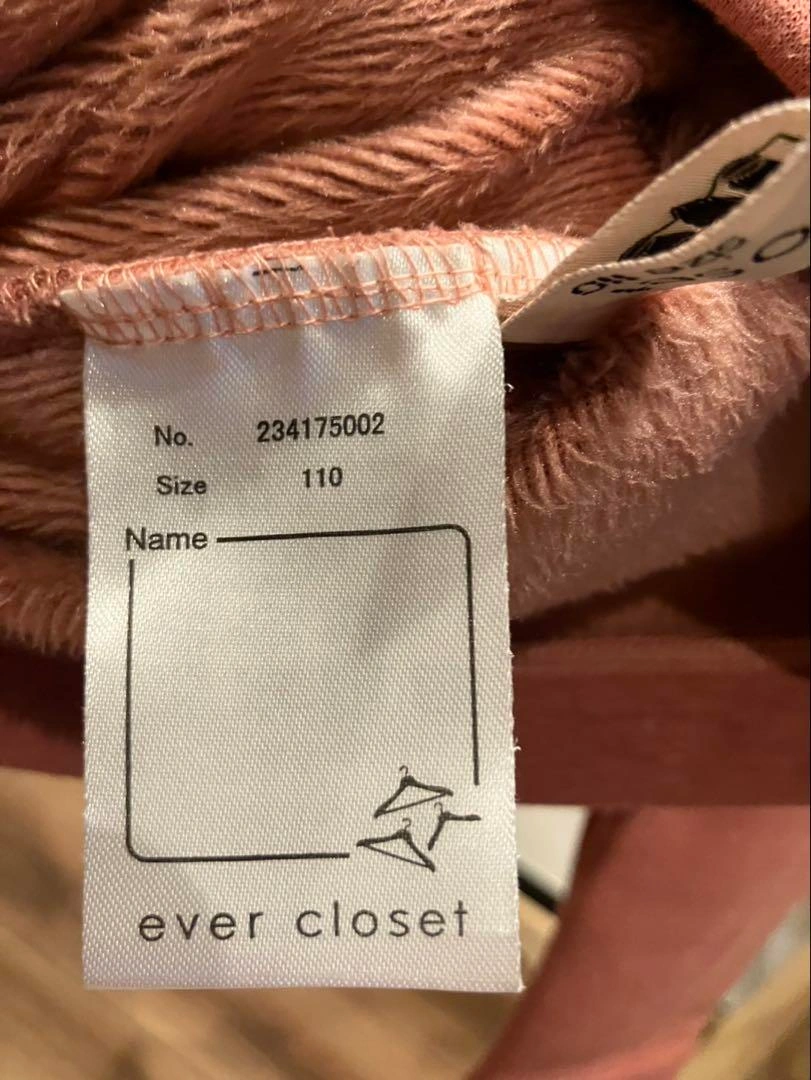 No. 234175002
Size 110
Name
ever closet